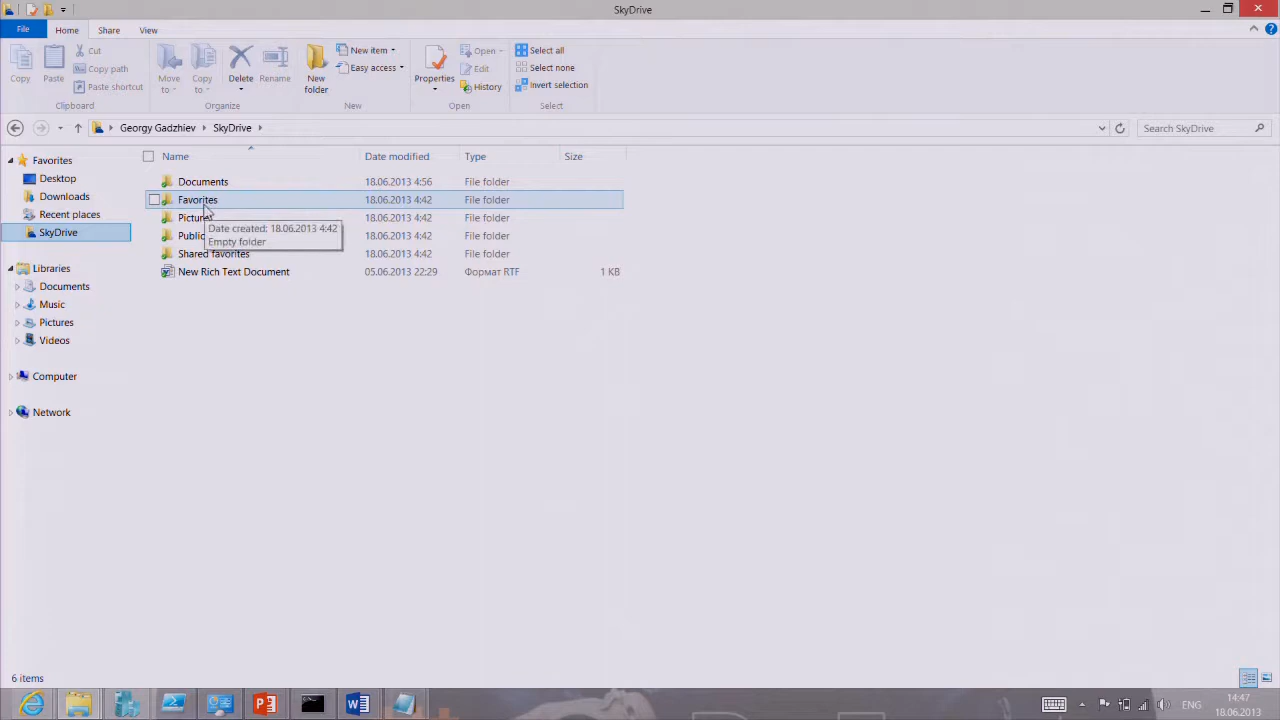 SkyDrive
File Home Share View
Copy
Paste
Cut
Copy path
Paste shortcut
Clipboard
Move to
Copy to
Delete
Rename
Organize
New folder
New item
Easy access
New
Properties
Open
Edit
History
Open
Select all
Select none
Invert selection
Select
Georgy Gadzhiev SkyDrive
Search SkyDrive
Favorites
Desktop
Downloads
Recent places
SkyDrive
Libraries
Documents
Music
Pictures
Videos
Computer
Network
Name Date modified Type Size
Documents 18.06.2013 4:56 File folder
Favorites 18.06.2013 4:42 File folder
Pictures 18.06.2013 4:42 File folder
Public 18.06.2013 4:42 File folder
Shared favorites 18.06.2013 4:42 File folder
New Rich Text Document 05.06.2013 22:29 Формат RTF 1 KB
Date created: 18.06.2013 4:42
Empty folder
6 items
ENG
14:47
18.06.2013